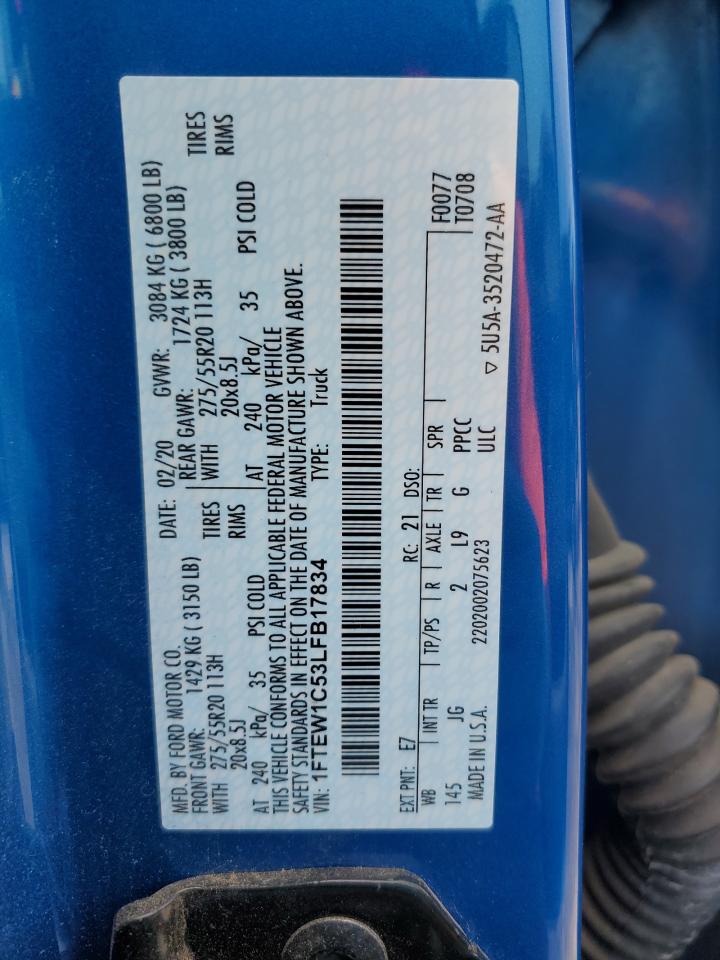 MFD. BY FORD MOTOR CO. DATE: 02/20 GVWR: 3084 KG ( 6800 LB)
FRONT GAWR: 1429 KG ( 3150 LB) REAR GAWR: 1724 KG ( 3800 LB)
WITH 275/55R20 113H TIRES WITH 275/55R20 113H TIRES
20x8.5J RIMS 20x8.5J RIMS
AT 240 kPa/ 35 PSI COLD AT 240 kPa/ 35 PSI COLD
THIS VEHICLE CONFORMS TO ALL APPLICABLE FEDERAL MOTOR VEHICLE
SAFETY STANDARDS IN EFFECT ON THE DATE OF MANUFACTURE SHOWN ABOVE.
VIN: 1FTEW1C53LFB17834 TYPE: Truck
EXT PNT: E7 RC: 21 DSO: F0077
WB INT TR TP/PS R AXLE TR SPR T0708
145 JG 2 L9 G PPCC
MADE IN U.S.A. 2202002075623 ULC ▽ 5U5A-3520472-AA